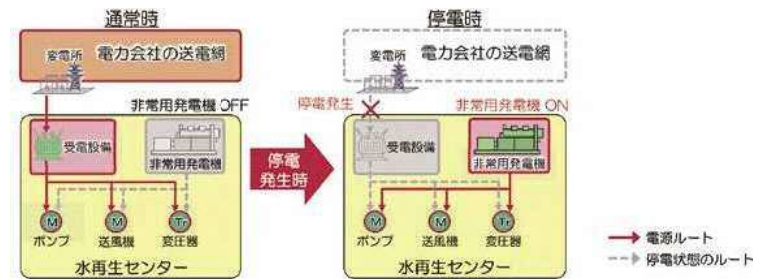 通常時
変電所 電力会社の送電網
非常用発電機 OFF
受電設備
非常用発電機
M
M
Tr
ポンプ
送風機
変圧器
水再生センター
停電
発生時
停電時
変電所 電力会社の送電網
停電発生
非常用発電機 ON
受電設備
非常用発電機
M
M
Tr
ポンプ
送風機
変圧器
水再生センター
電源ルート
停電状態のルート